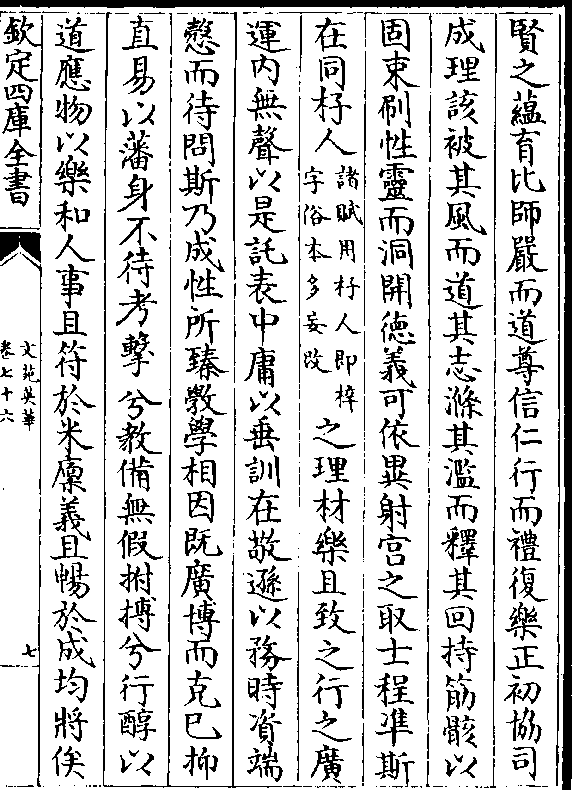 賢之蘊有比師嚴而道尊信仁行而禮復樂正初協司
成理該被其風而道其志滌其濫而釋其回持筋骸以
固束刷性靈而洞開徳義可依異射宫之取士程準斯
在同杍人諸賦用杍人即梓字俗本多妄改之理材樂且致之行之廣
運内無聲以是託表中庸以垂訓在敬遜以務時資端
慤而待問斯乃成性所臻斆學相因既廣博而克已抑
直易以藩身不待考擊兮教備無假拊搏兮行醇以
道應物以樂和人事且符於米廩義且暢於成均將俟
欽定四庫全書
文苑英華
卷七十六
七